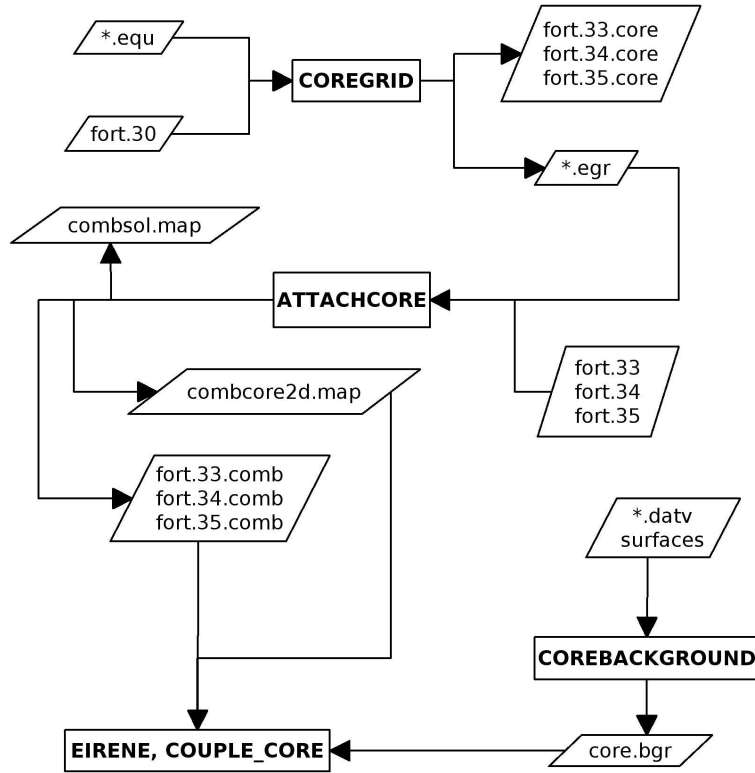 *.equ
fort.33.core
fort.34.core
fort.35.core
COREGRID
fort.30
*.egr
combsol.map
ATTACHCORE
fort.33
fort.34
fort.35
combcore2d.map
fort.33.comb
fort.34.comb
fort.35.comb
*.datv
surfaces
COREBACKGROUND
EIRENE, COUPLE_CORE
core.bgr